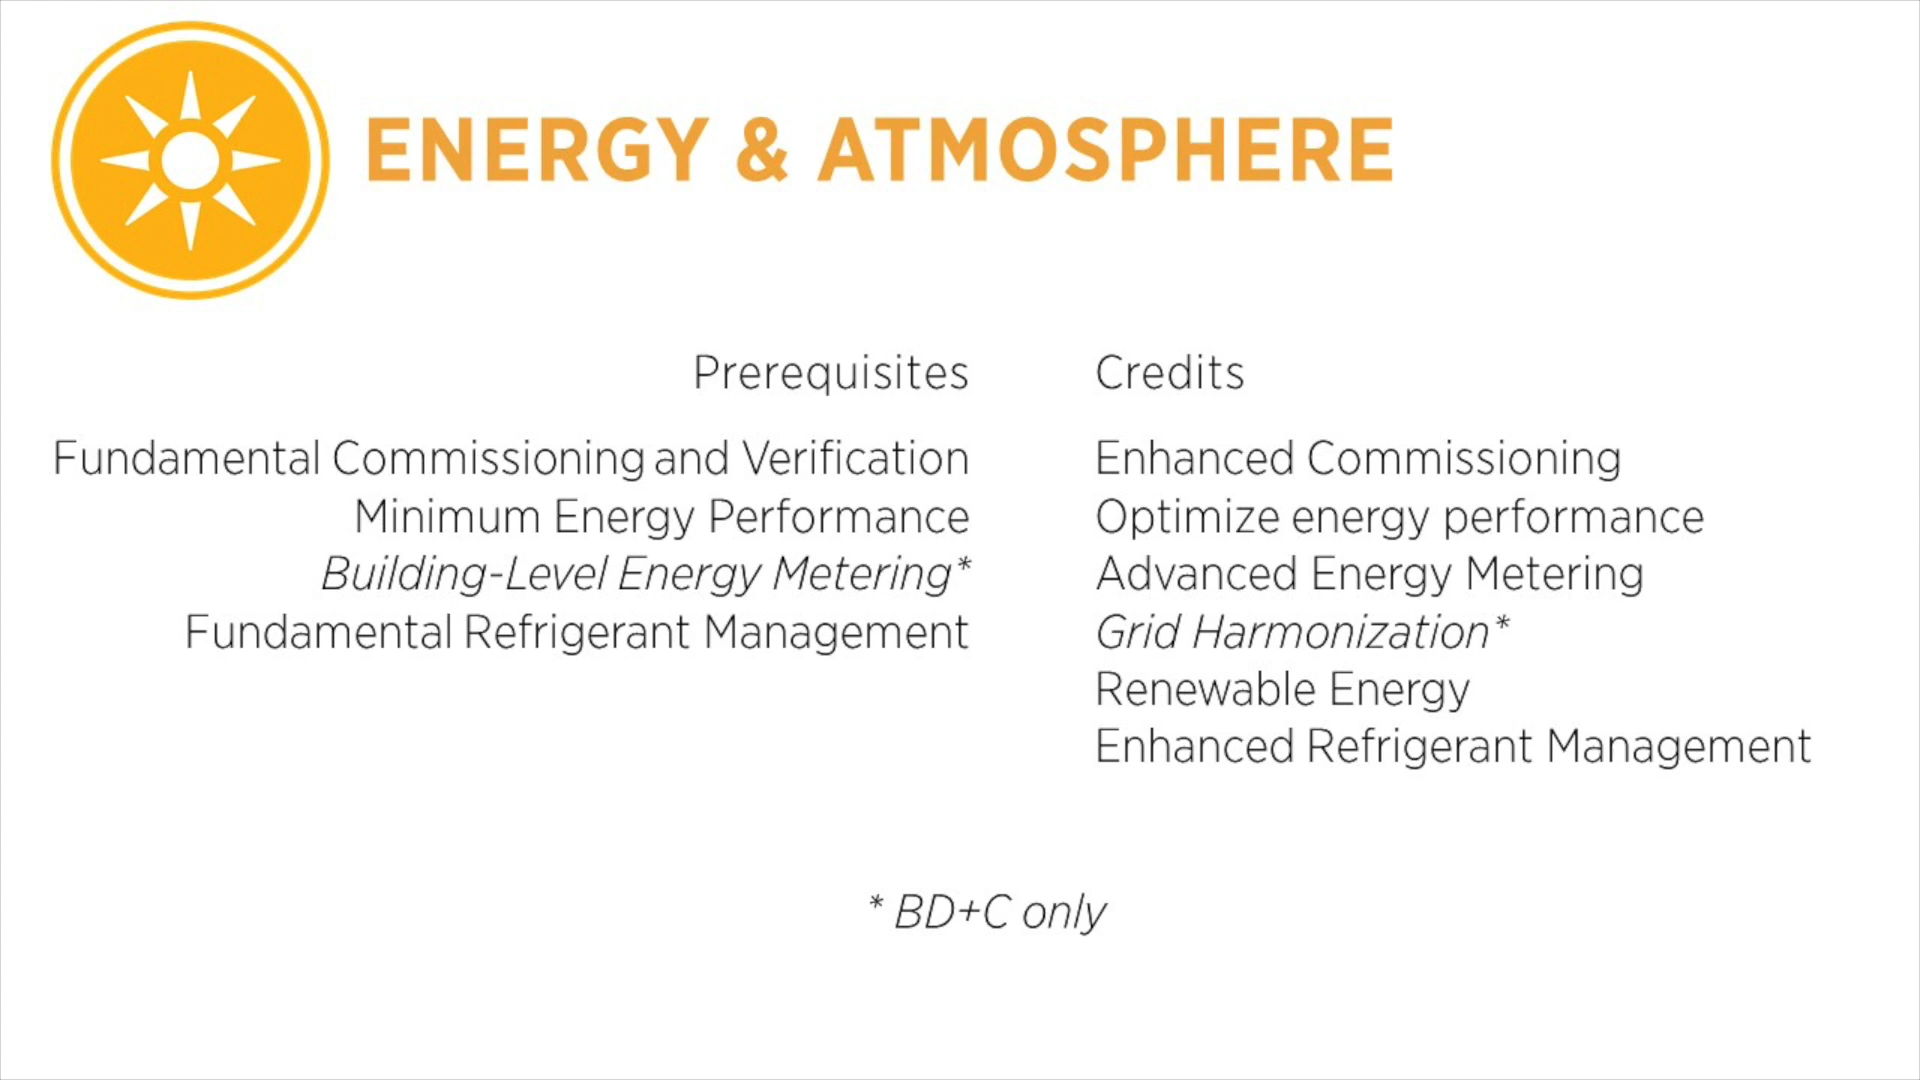 ENERGY & ATMOSPHERE
Prerequisites
Fundamental Commissioning and Verification
Minimum Energy Performance
Building-Level Energy Metering*
Fundamental Refrigerant Management
Credits
Enhanced Commissioning
Optimize energy performance
Advanced Energy Metering
Grid Harmonization*
Renewable Energy
Enhanced Refrigerant Management
* BD+C only